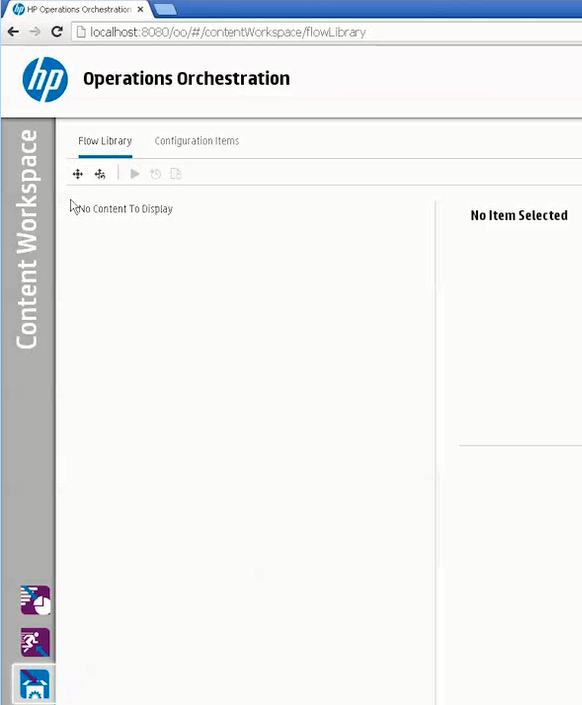 HP Operations Orchestration
localhost:8080/oo/#/contentWorkspace/flowLibrary
hp
Operations Orchestration
Content Workspace
Flow Library
Configuration Items
No Content To Display
No Item Selected